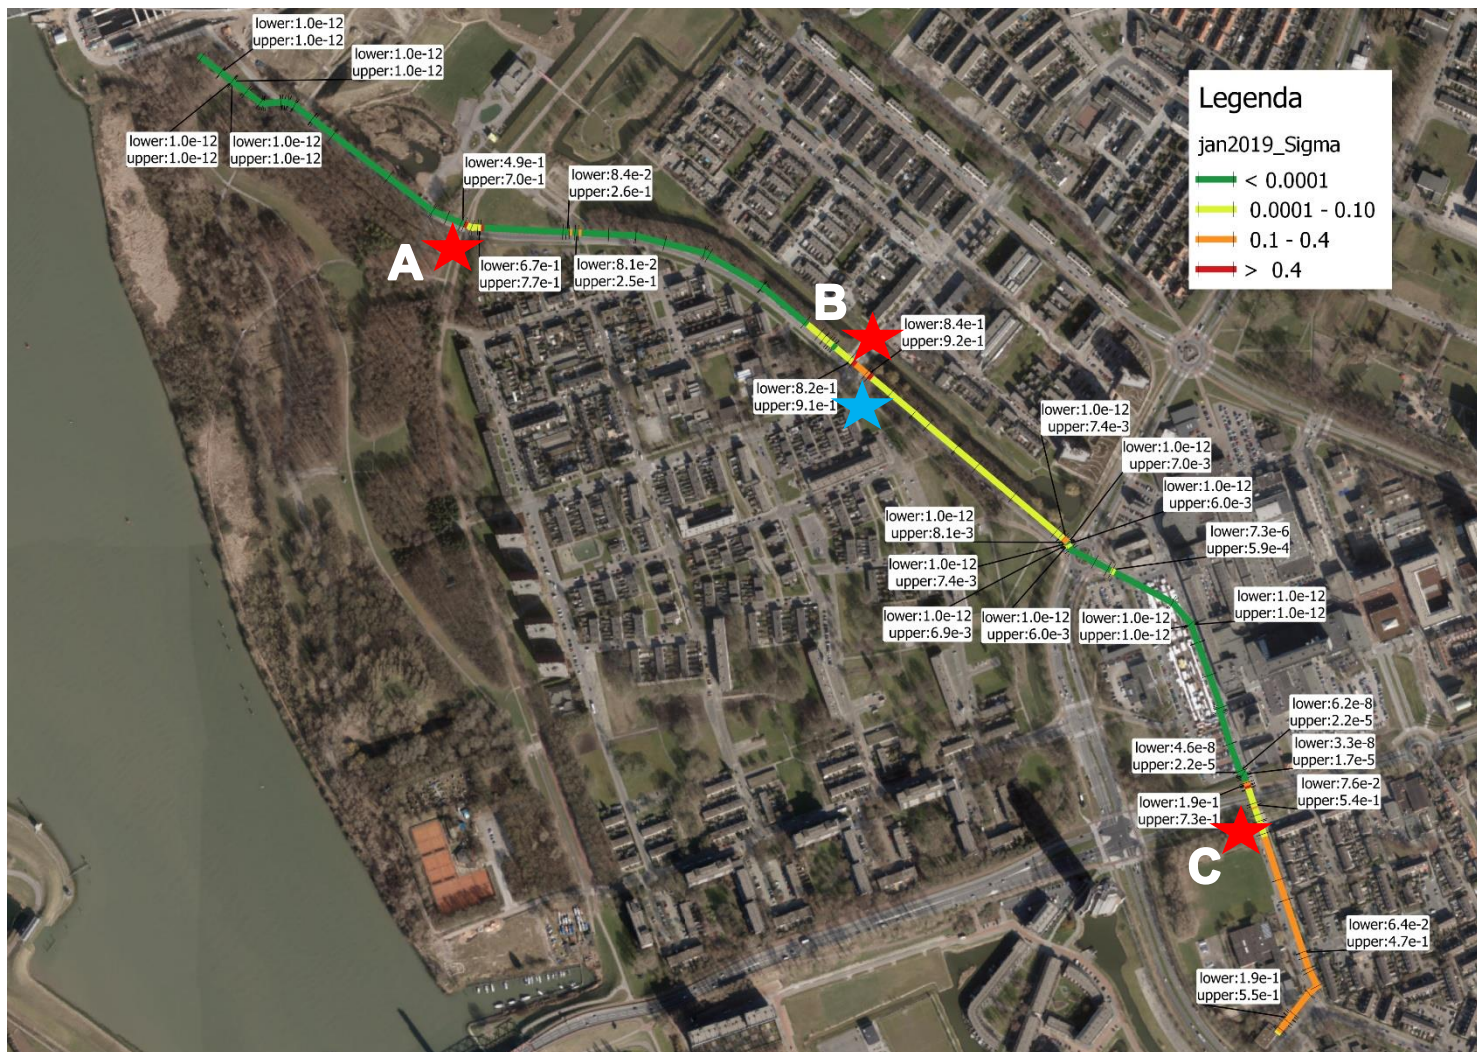 lower:1.0e-12
upper:1.0e-12
lower:1.0e-12
upper:1.0e-12
lower:1.0e-12
upper:1.0e-12
lower:1.0e-12
upper:1.0e-12
Legenda
jan2019_Sigma
< 0.0001
0.0001 - 0.10
0.1 - 0.4
> 0.4
lower:4.9e-1
upper:7.0e-1
lower:8.4e-2
upper:2.6e-1
A
lower:6.7e-1
upper:7.7e-1
lower:8.1e-2
upper:2.5e-1
B
lower:8.4e-1
upper:9.2e-1
lower:8.2e-1
upper:9.1e-1
lower:1.0e-12
upper:7.4e-3
lower:1.0e-12
upper:7.0e-3
lower:1.0e-12
upper:6.0e-3
lower:1.0e-12
upper:8.1e-3
lower:7.3e-6
upper:5.9e-4
lower:1.0e-12
upper:7.4e-3
lower:1.0e-12
upper:6.9e-3
lower:1.0e-12
upper:6.0e-3
lower:1.0e-12
upper:1.0e-12
lower:1.0e-12
upper:1.0e-12
lower:6.2e-8
upper:2.2e-5
lower:4.6e-8
upper:2.2e-5
lower:3.3e-8
upper:1.7e-5
lower:7.6e-2
upper:5.4e-1
lower:1.9e-1
upper:7.3e-1
C
lower:6.4e-2
upper:4.7e-1
lower:1.9e-1
upper:5.5e-1